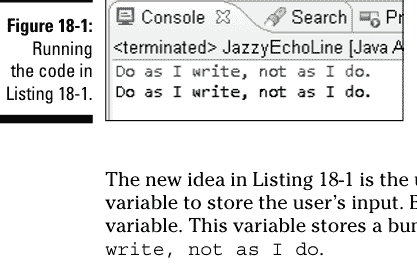 Figure 18-1:
Running
the code in
Listing 18-1.
Console Search
<terminated> JazzyEchoLine [Java A
Do as I write, not as I do.
Do as I write, not as I do.
The new idea in Listing 18-1 is the
variable to store the user's input.
variable. This variable stores a
write, not as I do.